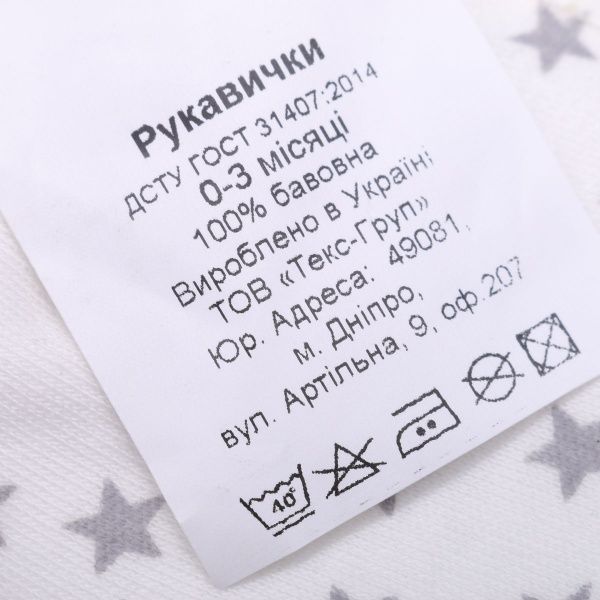 Рукавички
ДСТУ ГОСТ 31407:2014
0-3 місяці
100% бавовна
Вироблено в Україні
ТОВ «Текс-Груп»
Юр. Адреса: 49081,
м. Дніпро,
вул. Артільна, 9, оф.207
40°